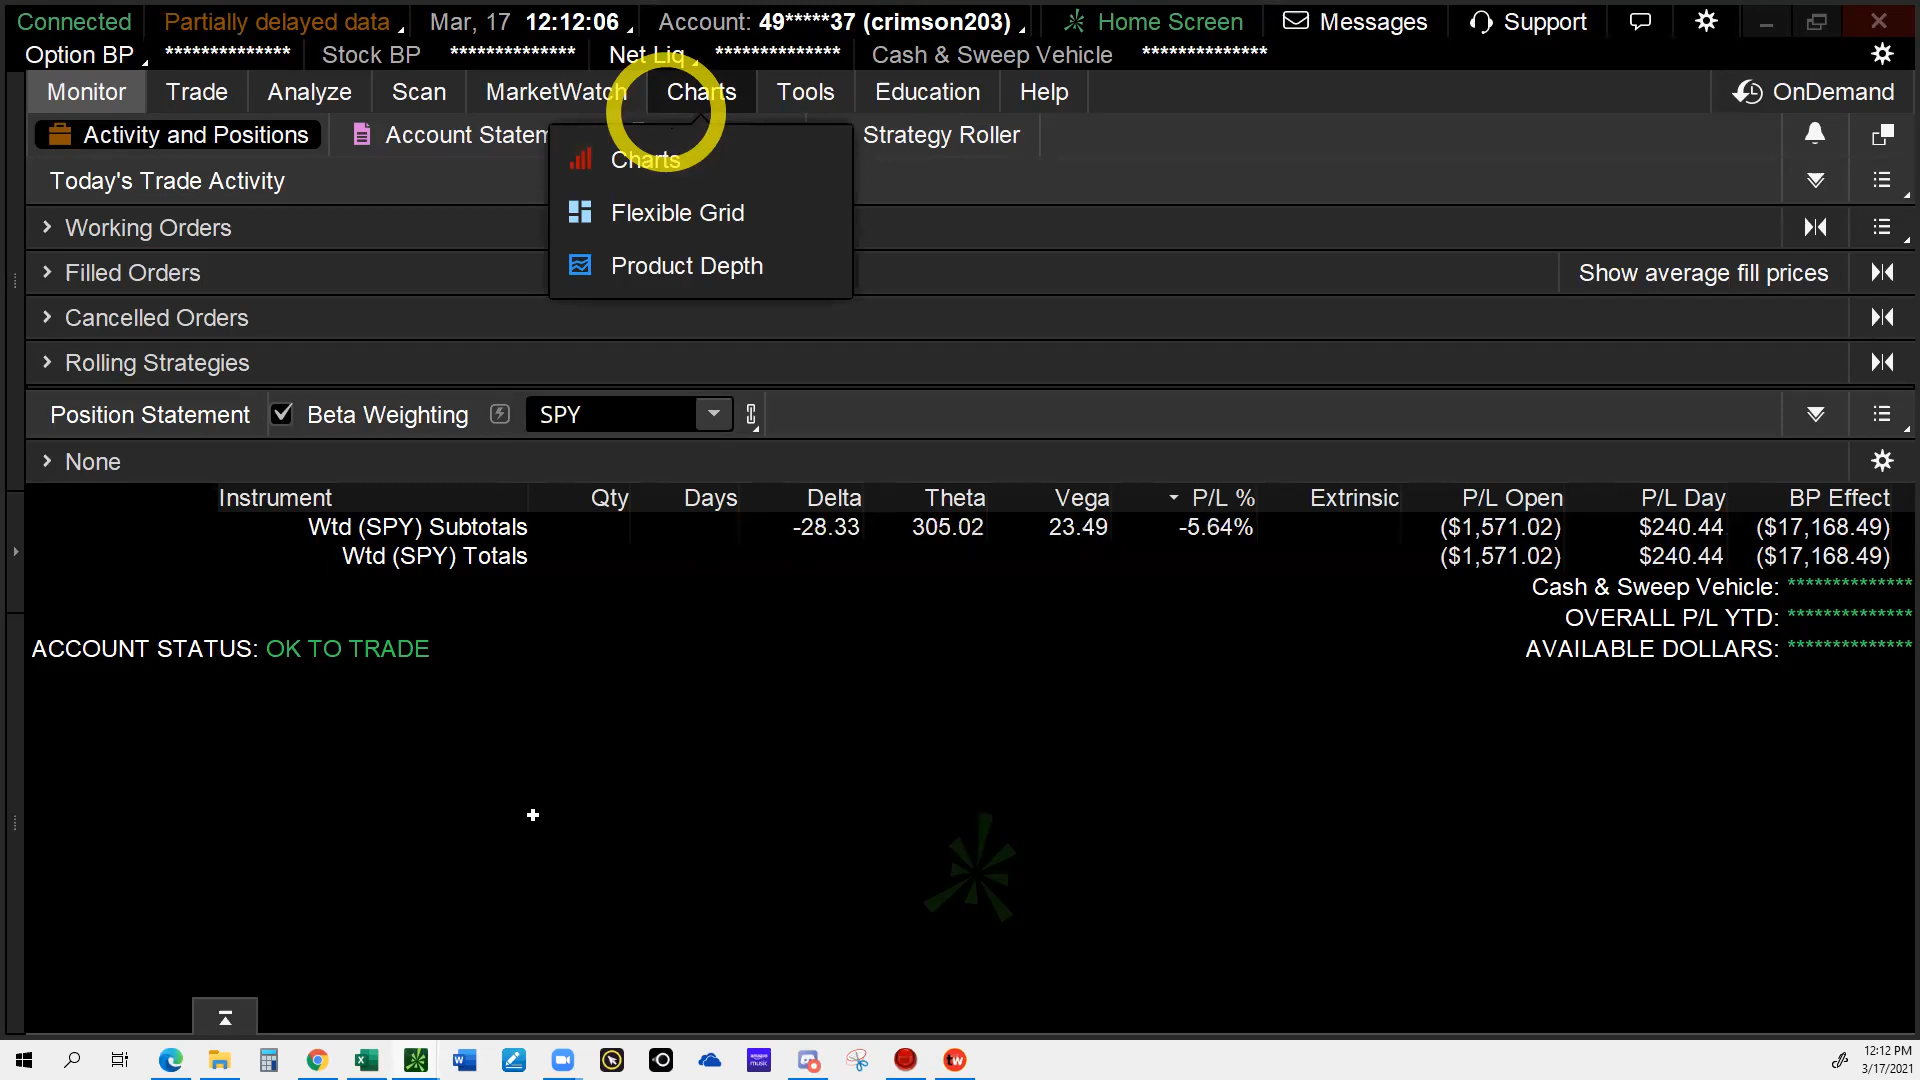 Connected Partially delayed data Mar, 17 12:12:06 Account: 49*****37 (crimson203) Home Screen Messages Support
Option BP ************** Stock BP ************** Net Liq ************** Cash & Sweep Vehicle **************
Monitor Trade Analyze Scan MarketWatch Charts Tools Education Help OnDemand
Activity and Positions Account Statem Strategy Roller
Charts
Flexible Grid
Product Depth
Today's Trade Activity
Working Orders
Filled Orders Show average fill prices
Cancelled Orders
Rolling Strategies
Position Statement Beta Weighting SPY
None
Instrument Qty Days Delta Theta Vega P/L % Extrinsic P/L Open P/L Day BP Effect
Wtd (SPY) Subtotals -28.33 305.02 23.49 -5.64% ($1,571.02) $240.44 ($17,168.49)
Wtd (SPY) Totals ($1,571.02) $240.44 ($17,168.49)
Cash & Sweep Vehicle: **************
OVERALL P/L YTD: **************
ACCOUNT STATUS: OK TO TRADE AVAILABLE DOLLARS: **************
amazon music
tw
12:12 PM
3/17/2021